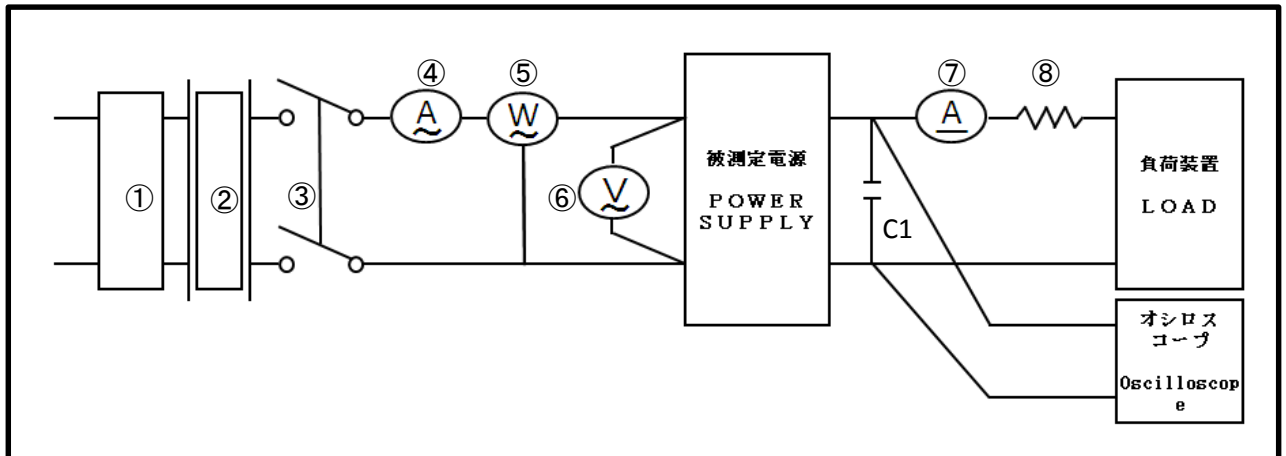 ①
②
③
④
A
⑤
W
⑥
V
被測定電源
POWER
SUPPLY
C1
⑦
A
⑧
負荷装置
LOAD
オシロス
コープ
Oscilloscop
e